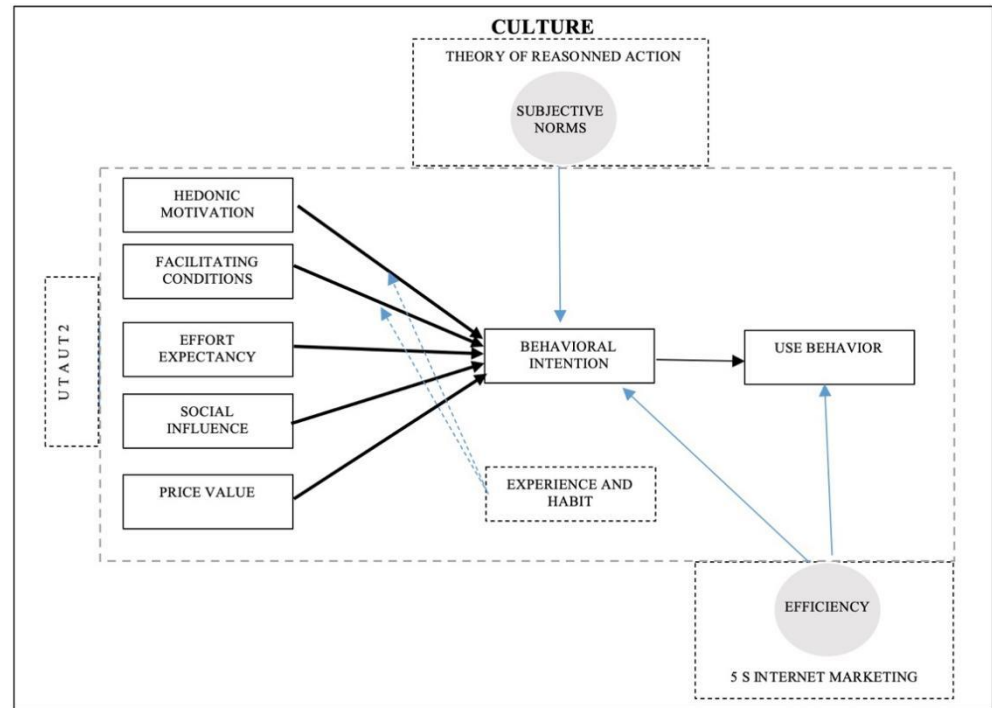 CULTURE
THEORY OF REASONNED ACTION
SUBJECTIVE
NORMS
HEDONIC
MOTIVATION
FACILITATING
CONDITIONS
UTAUT2
EFFORT
EXPECTANCY
BEHAVIORAL
INTENTION
USE BEHAVIOR
SOCIAL
INFLUENCE
PRICE VALUE
EXPERIENCE AND
HABIT
EFFICIENCY
5 S INTERNET MARKETING